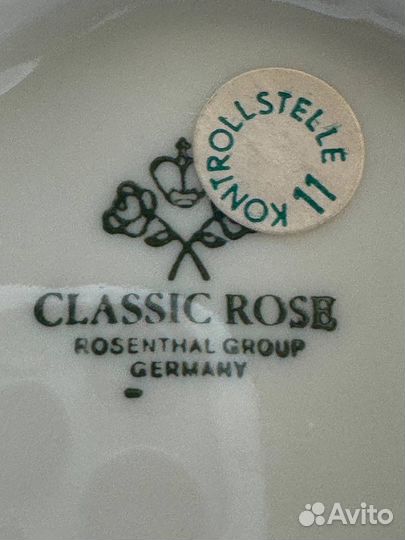 KONTROLLSTELLE
11
CLASSIC ROSE
ROSENTHAL GROUP
GERMANY
Avito